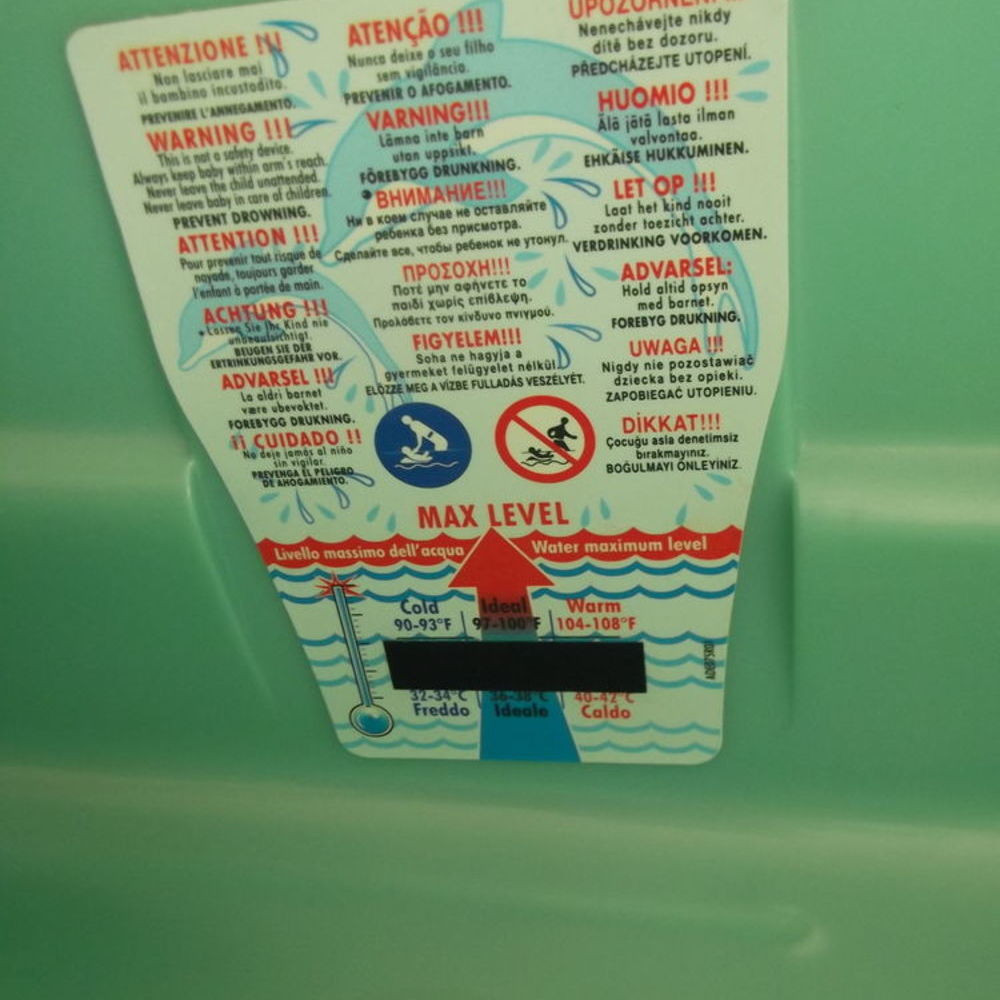 ATTENZIONE !!!
Non lasciare mai
il bambino incustodito.
PREVENIRE L'ANNEGAMENTO.
WARNING !!!
This is not a safety device.
Always keep baby within arm's reach.
Never leave the child unattended.
Never leave baby in care of children.
PREVENT DROWNING.
ATTENTION !!!
Pour prevenir tout risque de
noyade, toujours garder
l'enfant à portée de main.
ACHTUNG !!!
Lassen Sie Ihr Kind nie
unbeaufsichtigt.
BEUGEN SIE DER
ERTRINKUNGSGEFAHR VOR.
ADVARSEL !!!
La aldri barnet
være ubevoktet.
FOREBYGG DRUKNING.
¡¡ CUIDADO !!
No deje jamás al niño
sin vigilar.
PREVENGA EL PELIGRO
DE AHOGAMIENTO.
ATENÇÃO !!!
Nunca deixe o seu filho
sem vigilância.
PREVENIR O AFOGAMENTO.
VARNING!!!
Lämna inte barn
utan uppsikt.
FÖREBYGG DRUNKNING.
ВНИМАНИЕ!!!
Ни в коем случае не оставляйте
ребенка без присмотра.
Сделайте все, чтобы ребенок не утонул.
ΠΡΟΣΟΧΗ!!!
Ποτέ μην αφήνετε το
παιδί χωρίς επίβλεψη.
Προλάβετε τον κίνδυνο πνιγμού.
FIGYELEM!!!
Soha ne hagyja a
gyermeket felügyelet nélkül.
ELŐZZE MEG A VÍZBE FULLADÁS VESZÉLYÉT.
Nenechávejte nikdy
dítě bez dozoru.
PŘEDCHÁZEJTE UTOPENÍ.
HUOMIO !!!
Älä jätä lasta ilman
valvontaa.
EHKÄISE HUKKUMINEN.
LET OP !!!
Laat het kind nooit
zonder toezicht achter.
VERDRINKING VOORKOMEN.
ADVARSEL:
Hold altid opsyn
med barnet.
FOREBYG DRUKNING.
UWAGA !!!
Nigdy nie pozostawiać
dziecka bez opieki.
ZAPOBIEGAĆ UTOPIENIU.
DİKKAT!!!
Çocuğu asla denetimsiz
bırakmayınız.
BOĞULMAYI ÖNLEYİNİZ.
MAX LEVEL
Livello massimo dell'acqua
Water maximum level
Cold Ideal Warm
90-93°F 97-100°F 104-108°F
32-34°C 36-38°C 40-42°C
Freddo Ideale Caldo